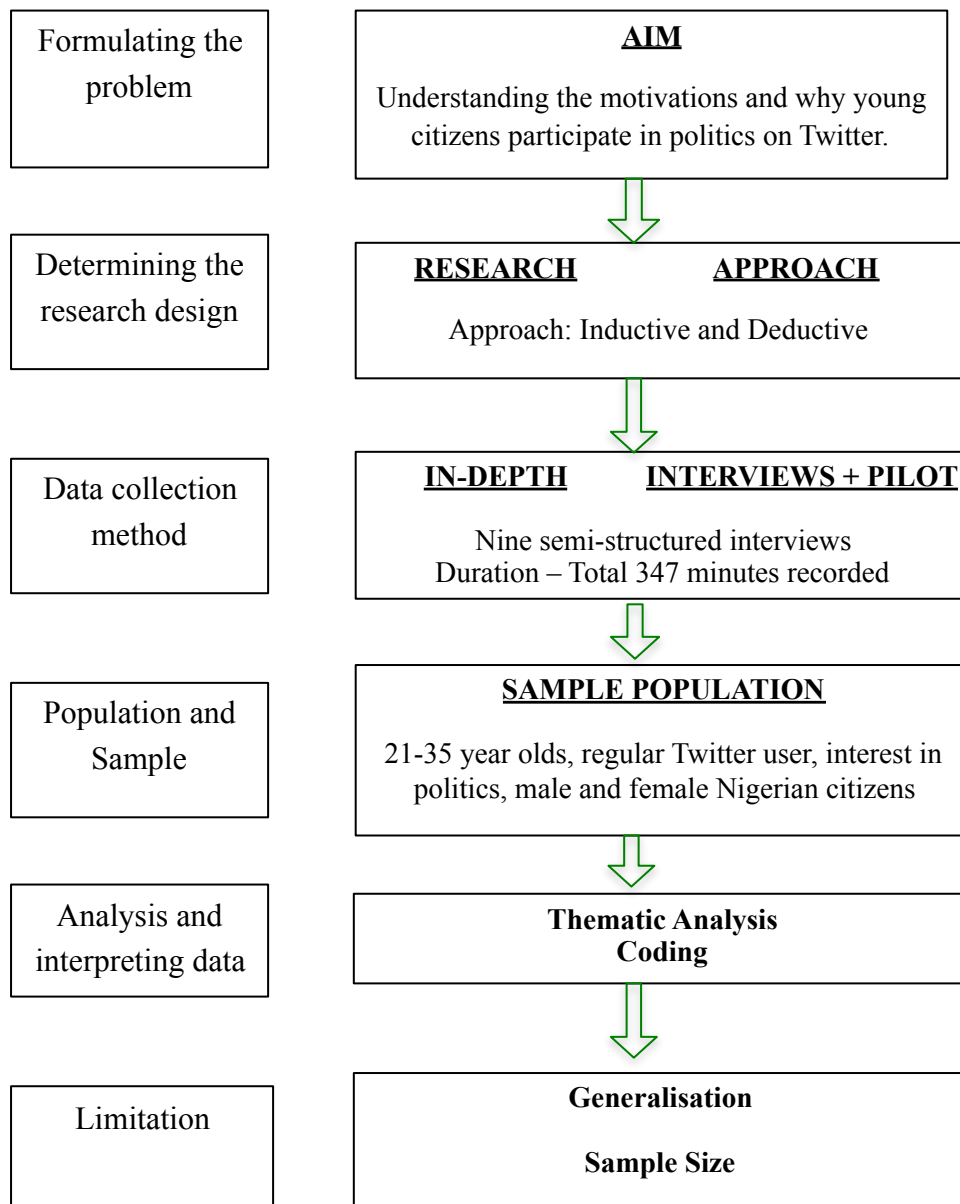 Formulating the
problem
AIM
Understanding the motivations and why young
citizens participate in politics on Twitter.
Determining the
research design
RESEARCH APPROACH
Approach: Inductive and Deductive
Data collection
method
IN-DEPTH INTERVIEWS + PILOT
Nine semi-structured interviews
Duration – Total 347 minutes recorded
Population and
Sample
SAMPLE POPULATION
21-35 year olds, regular Twitter user, interest in
politics, male and female Nigerian citizens
Analysis and
interpreting data
Thematic Analysis
Coding
Limitation
Generalisation
Sample Size